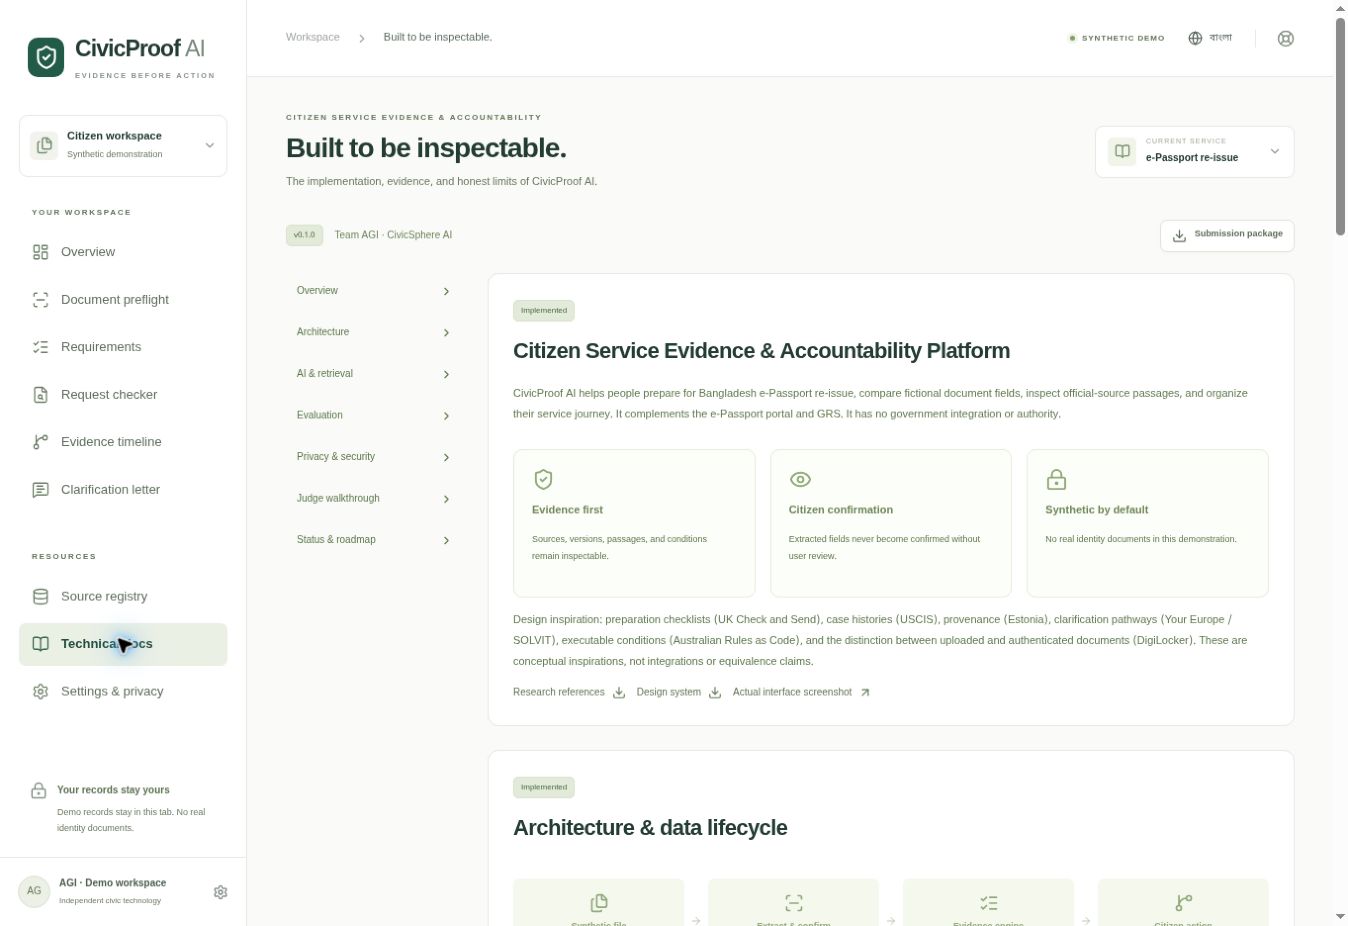 CivicProof AI
EVIDENCE BEFORE ACTION
Citizen workspace
Synthetic demonstration
YOUR WORKSPACE
Overview
Document preflight
Requirements
Request checker
Evidence timeline
Clarification letter
RESOURCES
Source registry
Technical docs
Settings & privacy
Your records stay yours
Demo records stay in this tab. No real
identity documents.
AG
AGI · Demo workspace
Independent civic technology
Workspace
Built to be inspectable.
SYNTHETIC DEMO
বাংলা
CITIZEN SERVICE EVIDENCE & ACCOUNTABILITY
Built to be inspectable.
The implementation, evidence, and honest limits of CivicProof AI.
CURRENT SERVICE
e-Passport re-issue
v0.1.0
Team AGI · CivicSphere AI
Submission package
Overview
Architecture
AI & retrieval
Evaluation
Privacy & security
Judge walkthrough
Status & roadmap
Implemented
Citizen Service Evidence & Accountability Platform
CivicProof AI helps people prepare for Bangladesh e-Passport re-issue, compare fictional document fields, inspect official-source passages, and organize
their service journey. It complements the e-Passport portal and GRS. It has no government integration or authority.
Evidence first
Sources, versions, passages, and conditions
remain inspectable.
Citizen confirmation
Extracted fields never become confirmed without
user review.
Synthetic by default
No real identity documents in this demonstration.
Design inspiration: preparation checklists (UK Check and Send), case histories (USCIS), provenance (Estonia), clarification pathways (Your Europe /
SOLVIT), executable conditions (Australian Rules as Code), and the distinction between uploaded and authenticated documents (DigiLocker). These are
conceptual inspirations, not integrations or equivalence claims.
Research references
Design system
Actual interface screenshot
Implemented
Architecture & data lifecycle
Synthetic file
Extract & confirm
Evidence engine
Citizen action